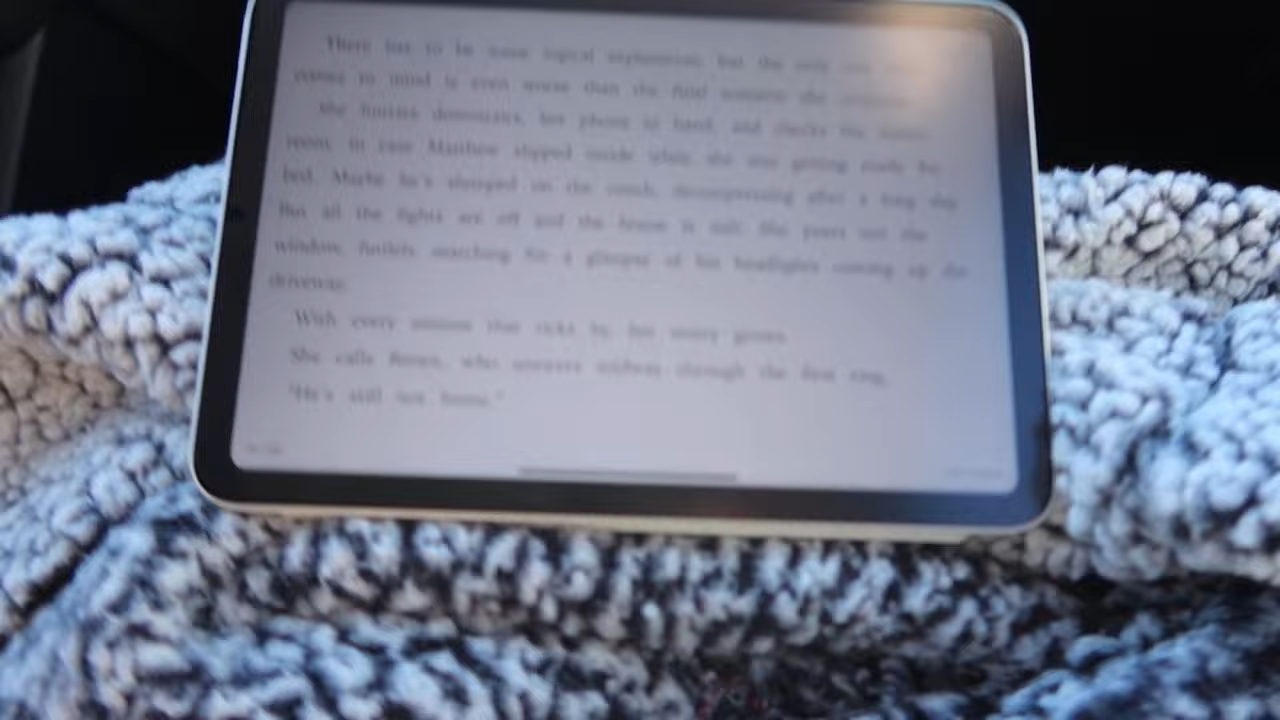 There has to be some logical explanation, but the only
comes to mind is even worse than the final scenario she
She hurries downstairs, her phone in hand, and checks the
room, in case Matthew slipped inside while she was getting ready for
bed. Maybe he's slumped on the couch, decompressing after a long day.
But all the lights are off and the house is still. She peers out the
window, futilely searching for a glimpse of his headlights coming up the
driveway.
With every minute that ticks by, her worry grows.
She calls who answers midway through the first ring.
"He's still not home."